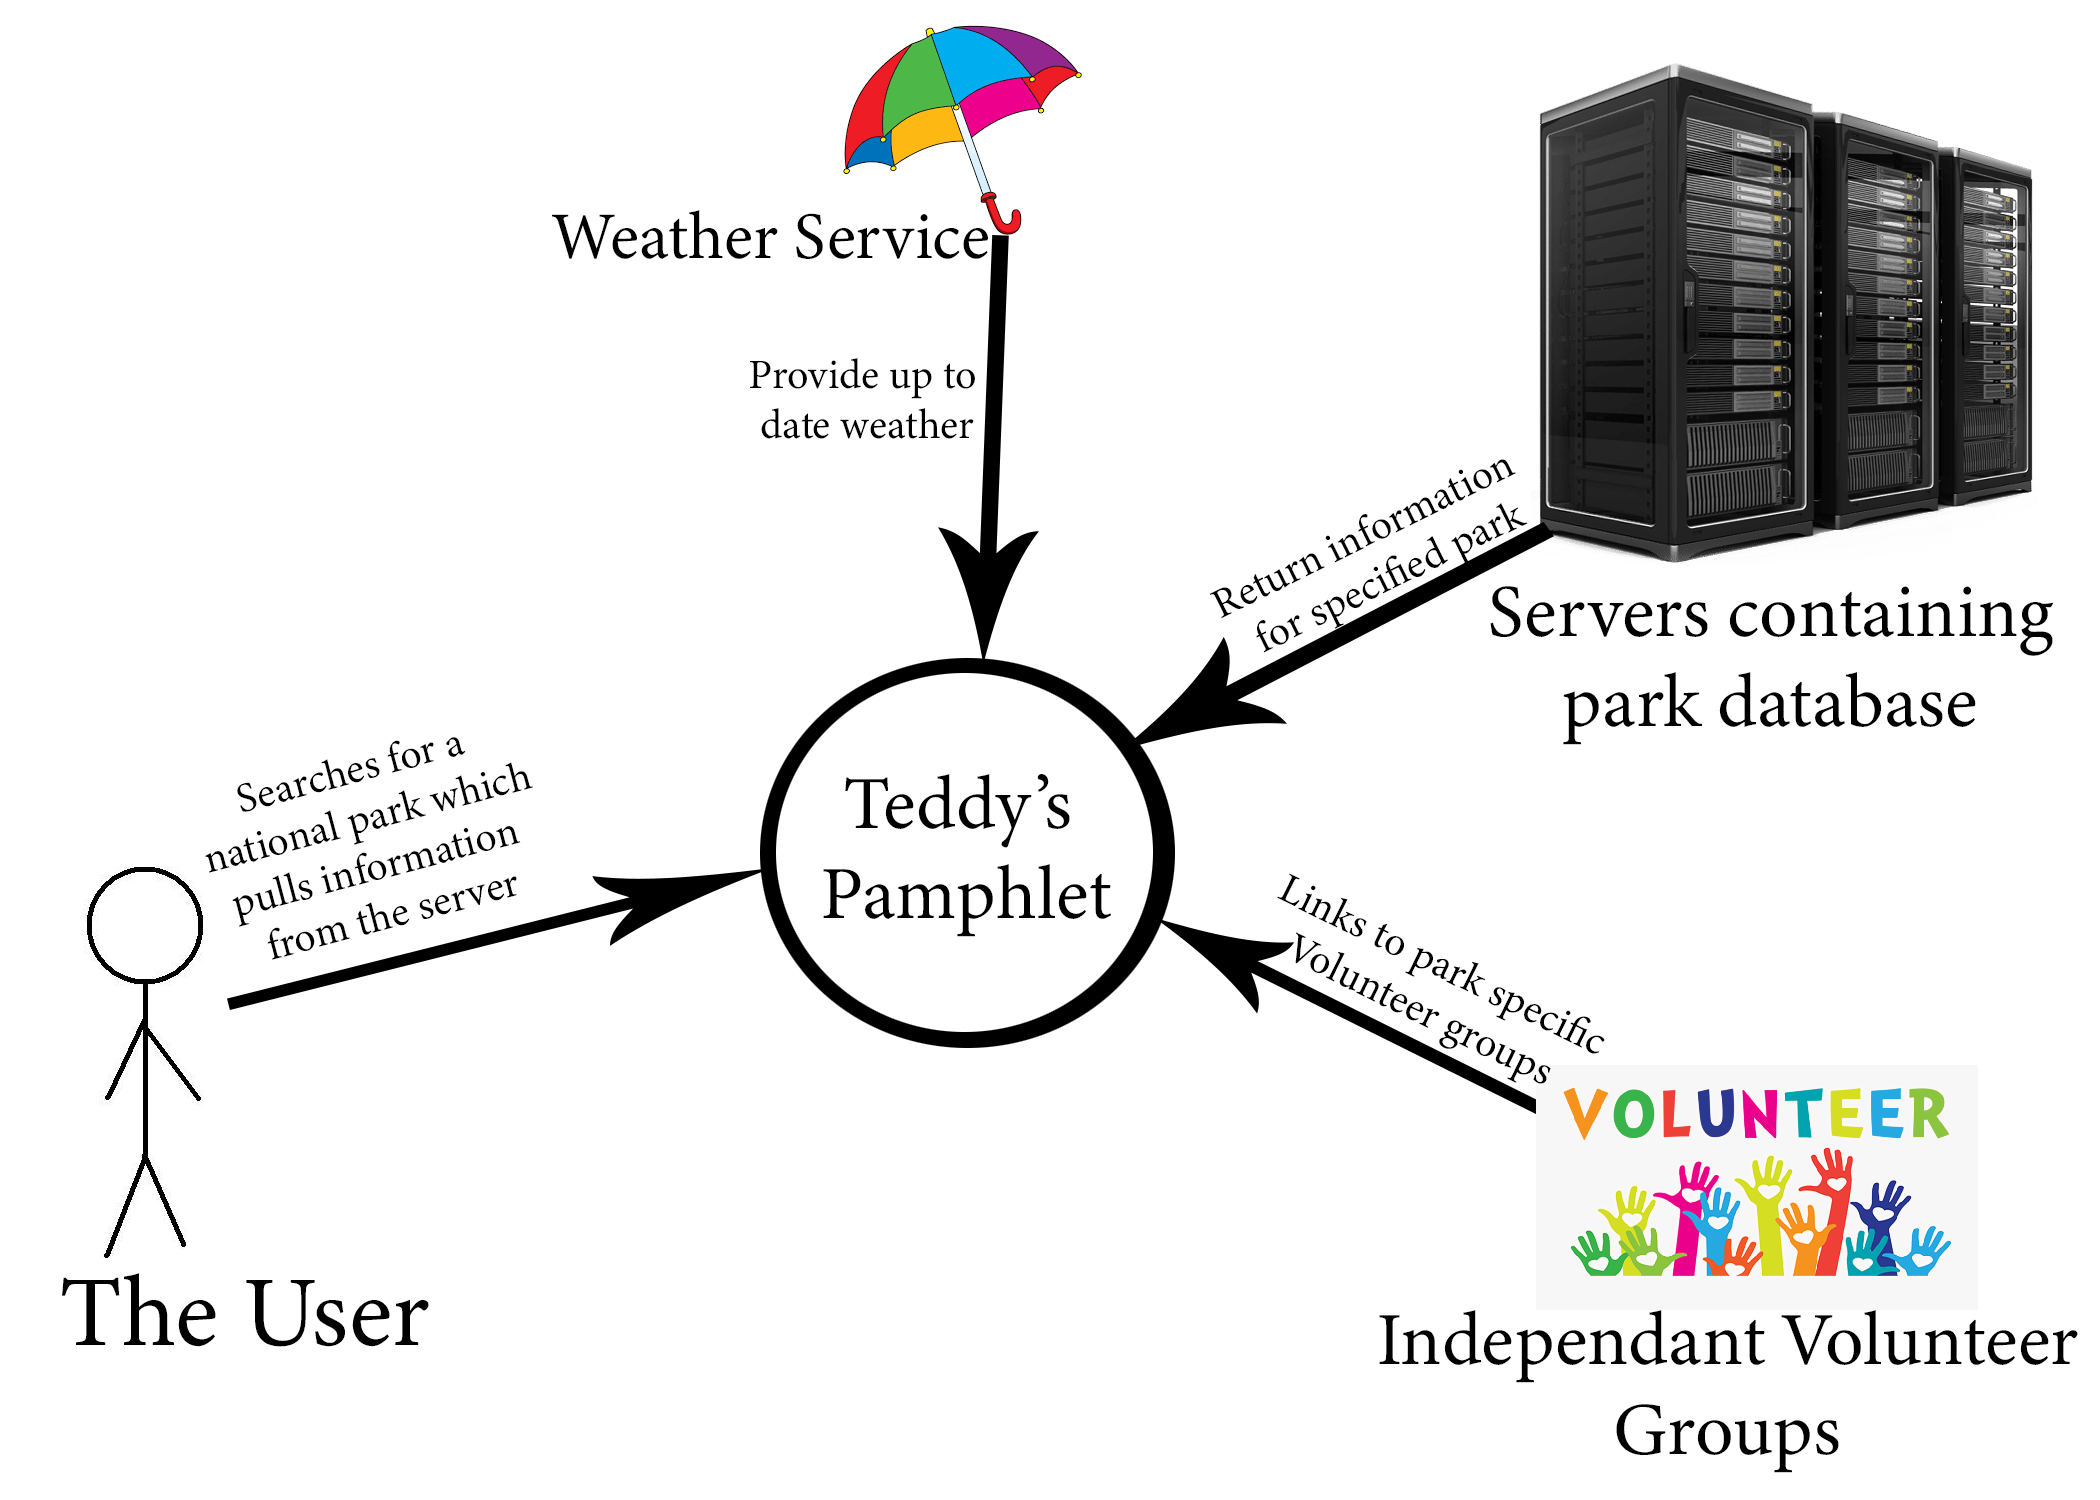 Weather Service
Provide up to
date weather
Return information
for specified park
Servers containing
park database
Searches for a
national park which
pulls information
from the server
Teddy’s
Pamphlet
Links to park specific
Volunteer groups
VOLUNTEER
The User
Independant Volunteer
Groups